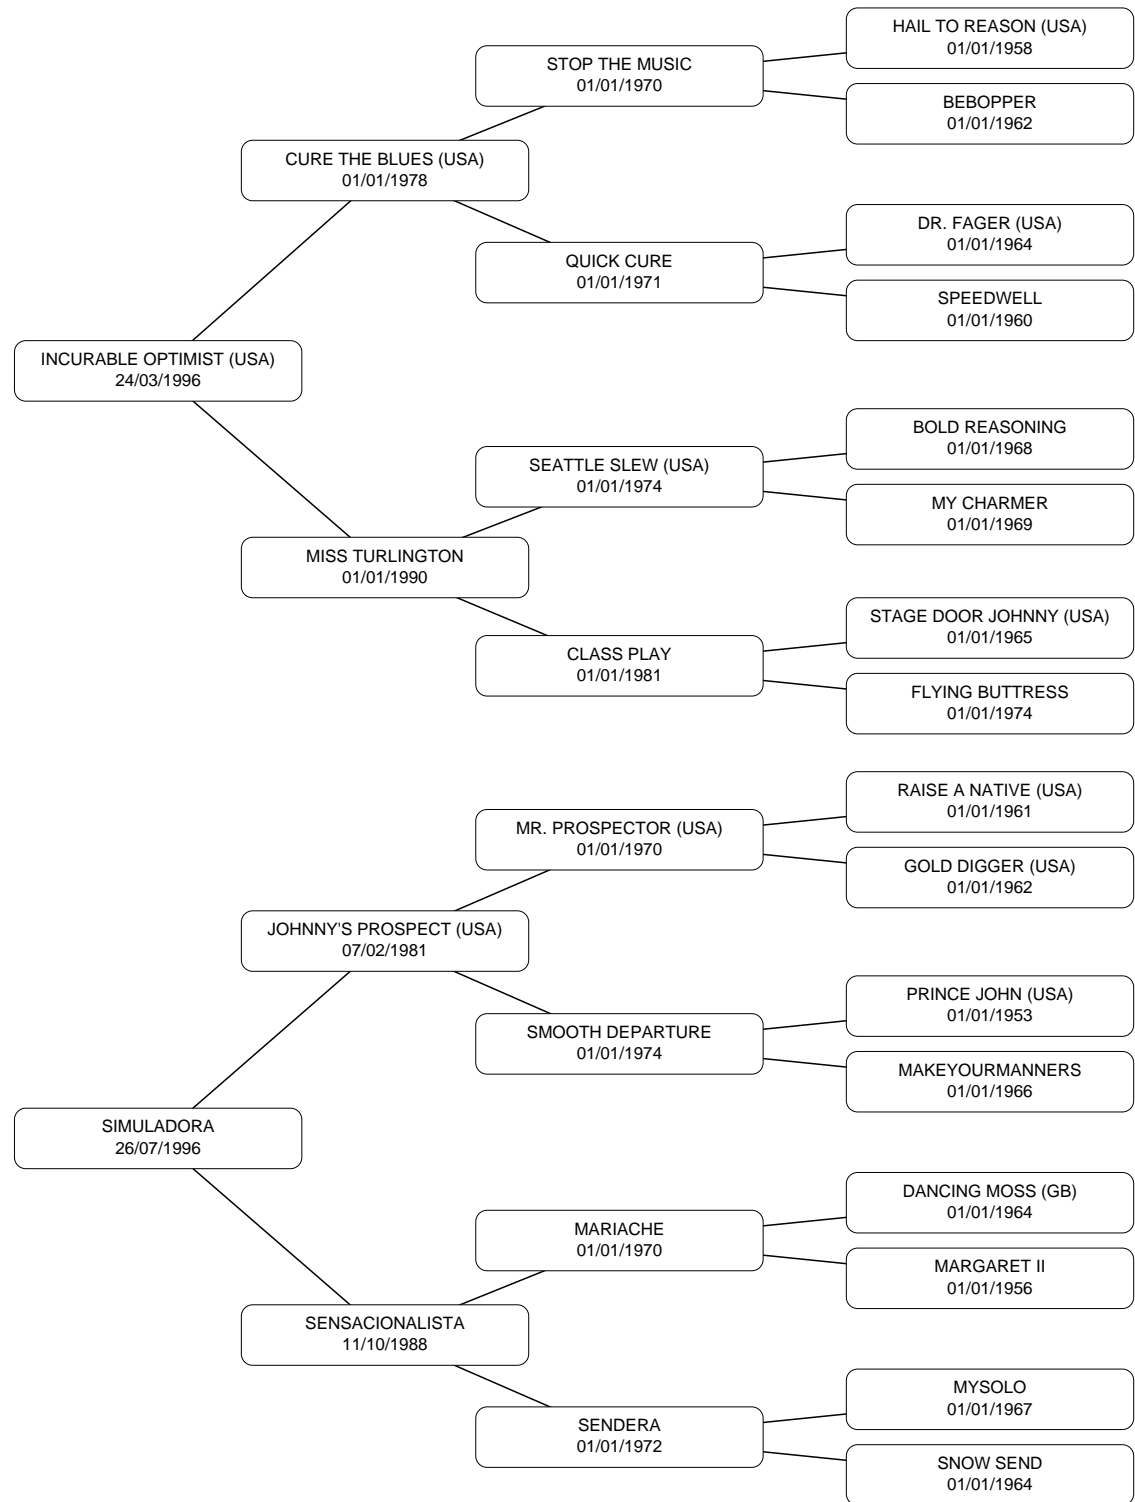 HAIL TO REASON (USA)
01/01/1958
STOP THE MUSIC
01/01/1970
BEBOPPER
01/01/1962
CURE THE BLUES (USA)
01/01/1978
DR. FAGER (USA)
01/01/1964
QUICK CURE
01/01/1971
SPEEDWELL
01/01/1960
INCURABLE OPTIMIST (USA)
24/03/1996
BOLD REASONING
01/01/1968
SEATTLE SLEW (USA)
01/01/1974
MY CHARMER
01/01/1969
MISS TURLINGTON
01/01/1990
STAGE DOOR JOHNNY (USA)
01/01/1965
CLASS PLAY
01/01/1981
FLYING BUTTRESS
01/01/1974
RAISE A NATIVE (USA)
01/01/1961
MR. PROSPECTOR (USA)
01/01/1970
GOLD DIGGER (USA)
01/01/1962
JOHNNY'S PROSPECT (USA)
07/02/1981
PRINCE JOHN (USA)
01/01/1953
SMOOTH DEPARTURE
01/01/1974
MAKEYOURMANNERS
01/01/1966
SIMULADORA
26/07/1996
DANCING MOSS (GB)
01/01/1964
MARIACHE
01/01/1970
MARGARET II
01/01/1956
SENSACIONALISTA
11/10/1988
MYSOLO
01/01/1967
SENDERA
01/01/1972
SNOW SEND
01/01/1964